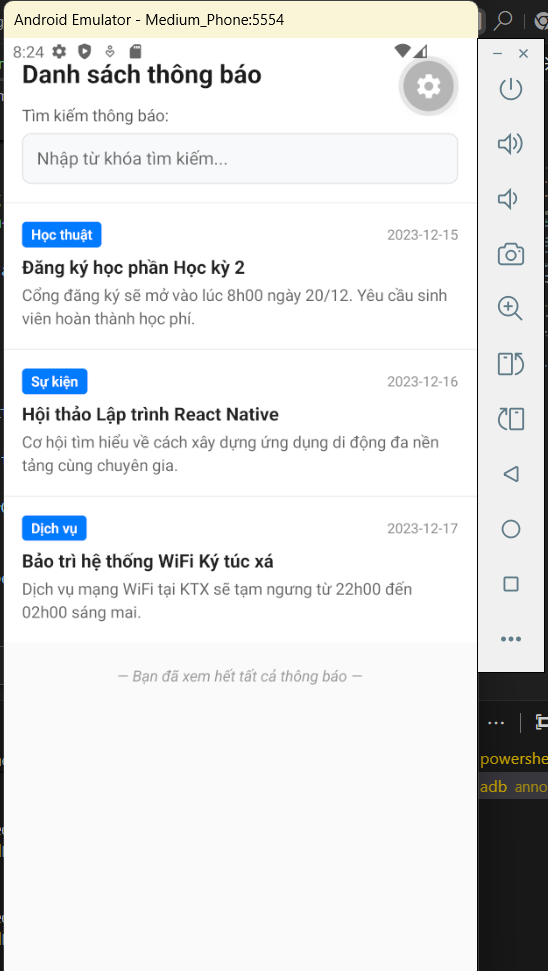 Android Emulator - Medium_Phone:5554
8:24
Danh sách thông báo
Tìm kiếm thông báo:
Nhập từ khóa tìm kiếm...
Học thuật 2023-12-15
Đăng ký học phần Học kỳ 2
Cổng đăng ký sẽ mở vào lúc 8h00 ngày 20/12. Yêu cầu sinh
viên hoàn thành học phí.
Sự kiện 2023-12-16
Hội thảo Lập trình React Native
Cơ hội tìm hiểu về cách xây dựng ứng dụng di động đa nền
tảng cùng chuyên gia.
Dịch vụ 2023-12-17
Bảo trì hệ thống WiFi Ký túc xá
Dịch vụ mạng WiFi tại KTX sẽ tạm ngưng từ 22h00 đến
02h00 sáng mai.
— Bạn đã xem hết tất cả thông báo —
powershe
adb anno